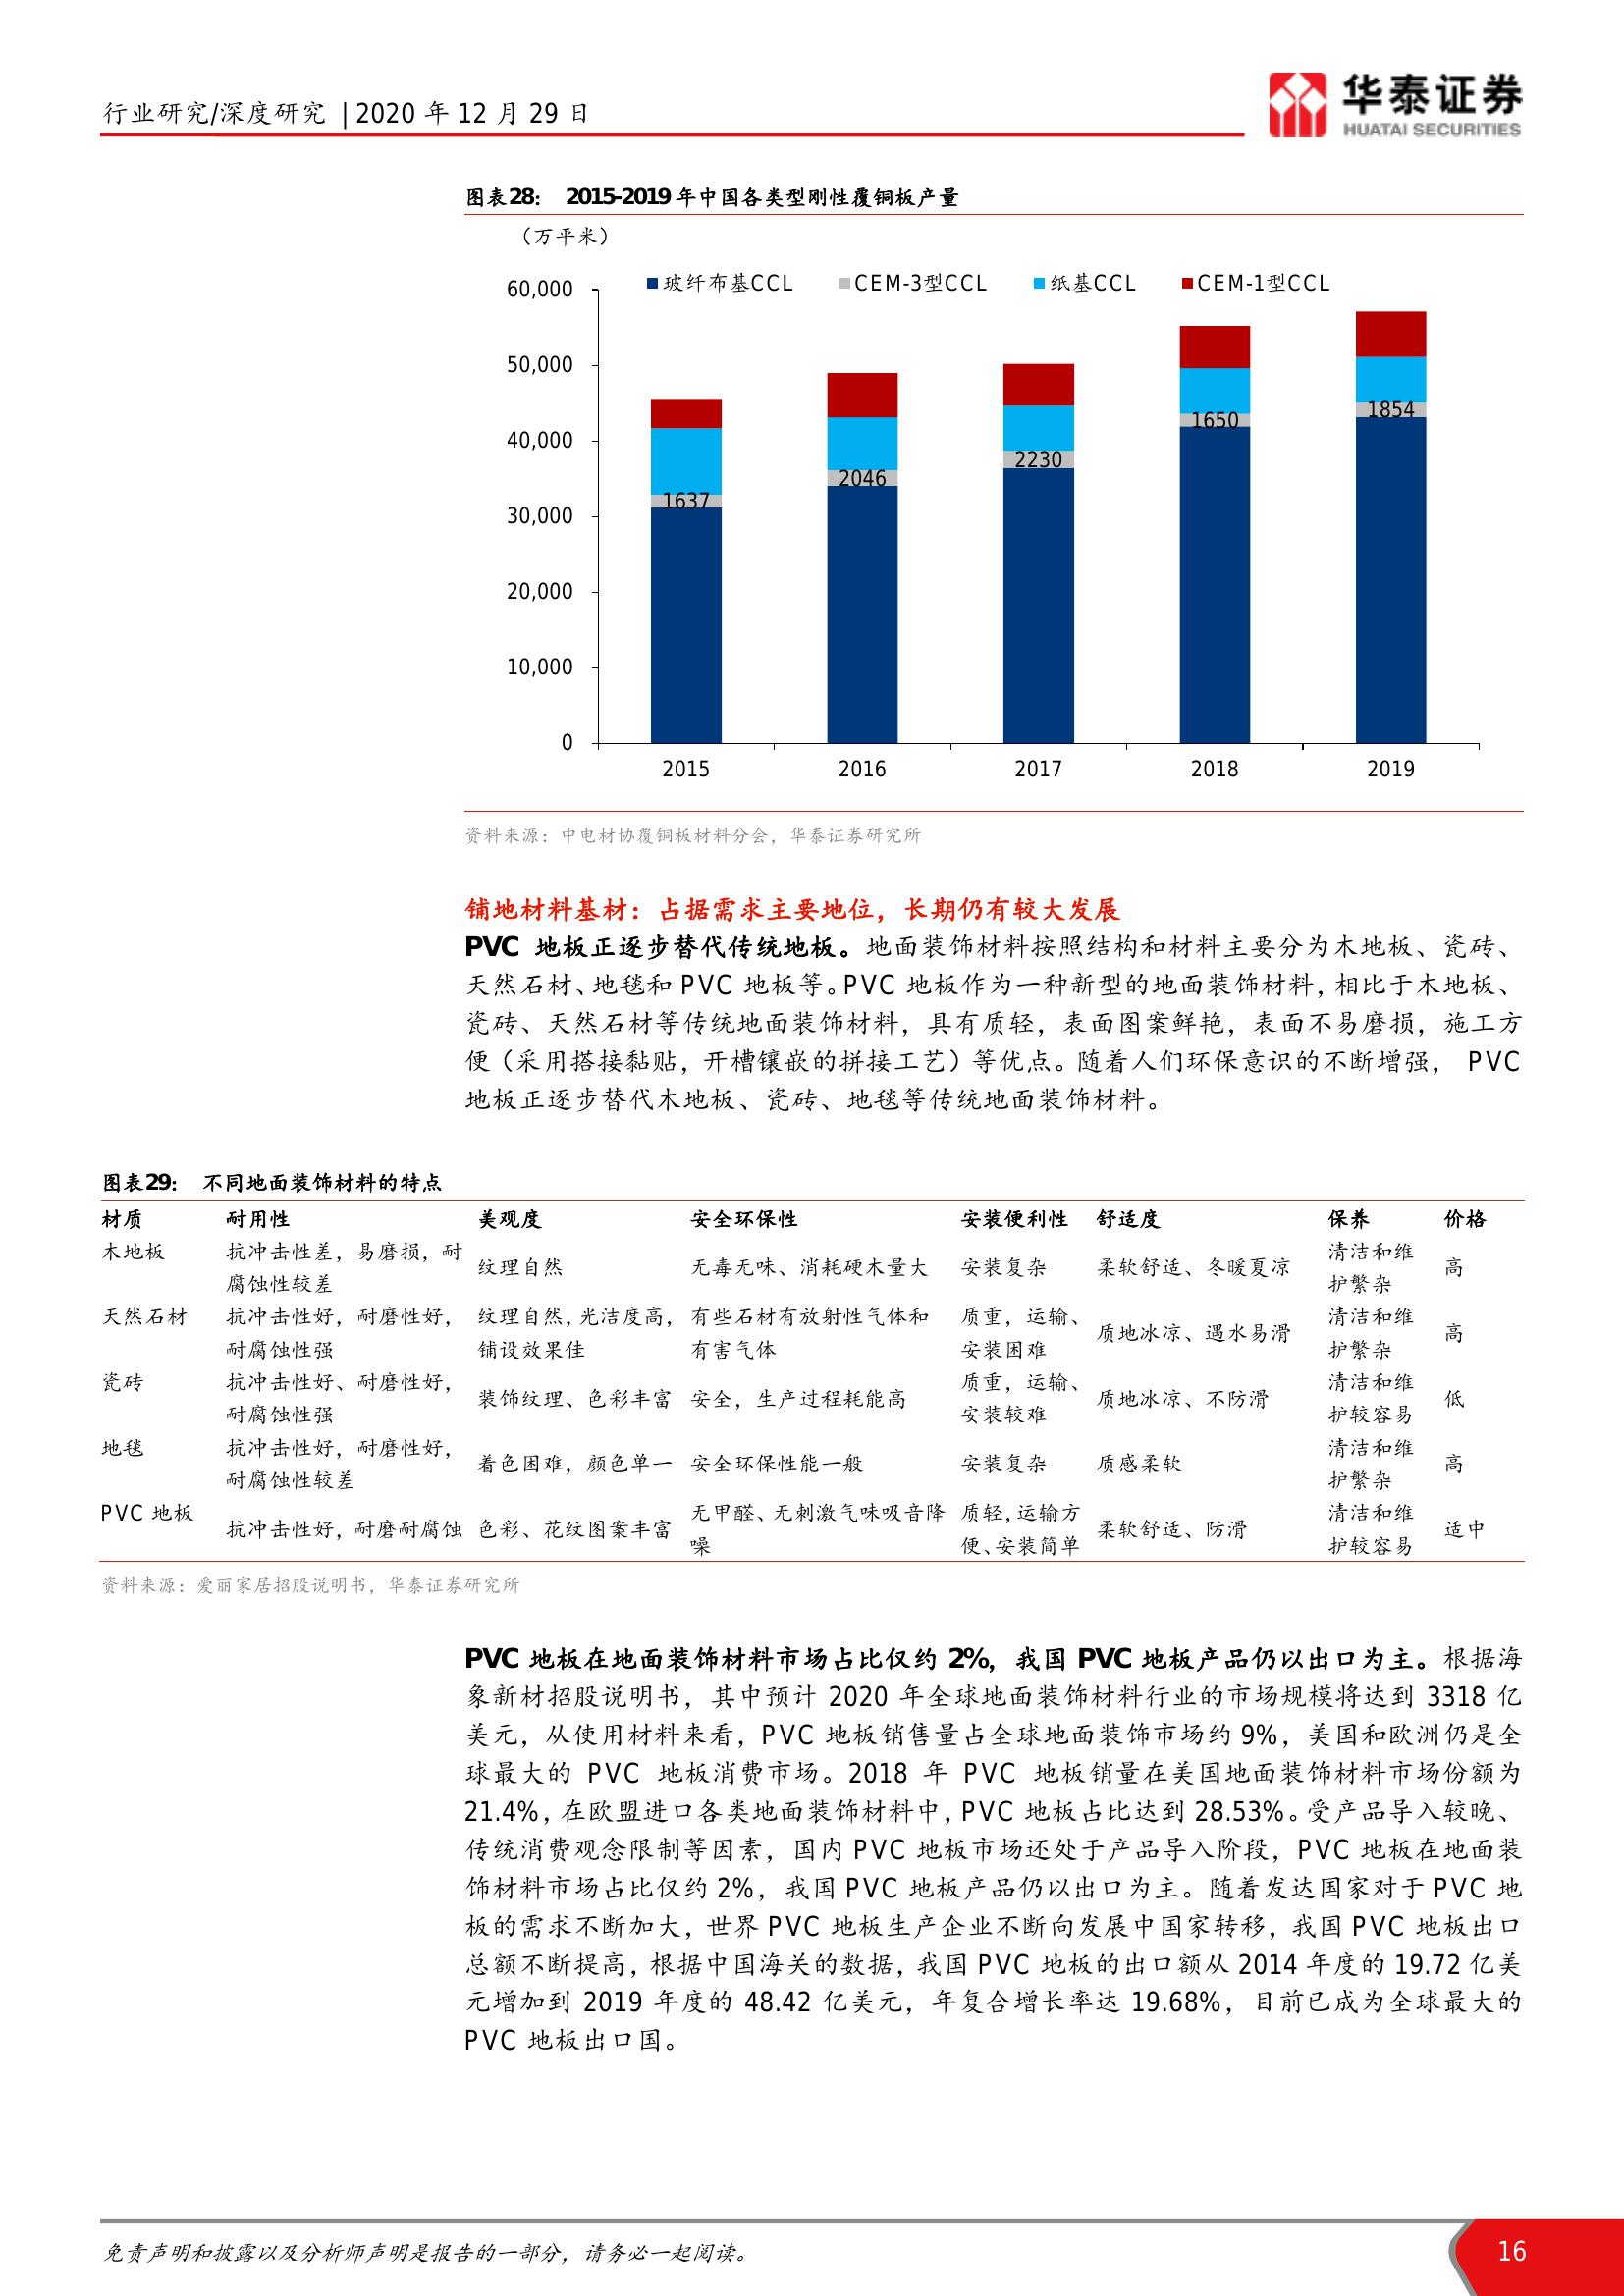 行业研究/深度研究 | 2020 年 12 月 29 日
华泰证券
HUATAI SECURITIES
图表28： 2015-2019 年中国各类型刚性覆铜板产量
（万平米）
玻纤布基CCL CEM-3型CCL 纸基CCL CEM-1型CCL
60,000
50,000
40,000
30,000
20,000
10,000
0
1637 2046 2230 1650 1854
2015 2016 2017 2018 2019
资料来源：中电材协覆铜板材料分会，华泰证券研究所
铺地材料基材：占据需求主要地位，长期仍有较大发展
PVC 地板正逐步替代传统地板。地面装饰材料按照结构和材料主要分为木地板、瓷砖、
天然石材、地毯和 PVC 地板等。PVC 地板作为一种新型的地面装饰材料，相比于木地板、
瓷砖、天然石材等传统地面装饰材料，具有质轻，表面图案鲜艳，表面不易磨损，施工方
便（采用搭接黏贴，开槽镶嵌的拼接工艺）等优点。随着人们环保意识的不断增强， PVC
地板正逐步替代木地板、瓷砖、地毯等传统地面装饰材料。
图表29： 不同地面装饰材料的特点
材质 耐用性 美观度 安全环保性 安装便利性 舒适度 保养 价格
木地板 抗冲击性差，易磨损，耐 清洁和维
纹理自然 无毒无味、消耗硬木量大 安装复杂 柔软舒适、冬暖夏凉 高
腐蚀性较差 护繁杂
天然石材 抗冲击性好，耐磨性好， 纹理自然，光洁度高， 有些石材有放射性气体和 质重，运输、 清洁和维
质地冰凉、遇水易滑 高
耐腐蚀性强 铺设效果佳 有害气体 安装困难 护繁杂
瓷砖 抗冲击性好、耐磨性好， 质重，运输、 清洁和维
装饰纹理、色彩丰富 安全，生产过程耗能高 质地冰凉、不防滑 低
耐腐蚀性强 安装较难 护较容易
地毯 抗冲击性好，耐磨性好， 清洁和维
着色困难，颜色单一 安全环保性能一般 安装复杂 质感柔软 高
耐腐蚀性较差 护繁杂
PVC 地板 无甲醛、无刺激气味吸音降 质轻，运输方 清洁和维
抗冲击性好，耐磨耐腐蚀 色彩、花纹图案丰富 柔软舒适、防滑 适中
噪 便、安装简单 护较容易
资料来源：爱丽家居招股说明书，华泰证券研究所
PVC 地板在地面装饰材料市场占比仅约 2%，我国 PVC 地板产品仍以出口为主。根据海
象新材招股说明书，其中预计 2020 年全球地面装饰材料行业的市场规模将达到 3318 亿
美元，从使用材料来看，PVC 地板销售量占全球地面装饰市场约 9%，美国和欧洲仍是全
球最大的 PVC 地板消费市场。2018 年 PVC 地板销量在美国地面装饰材料市场份额为
21.4%，在欧盟进口各类地面装饰材料中，PVC 地板占比达到 28.53%。受产品导入较晚、
传统消费观念限制等因素，国内 PVC 地板市场还处于产品导入阶段，PVC 地板在地面装
饰材料市场占比仅约 2%，我国 PVC 地板产品仍以出口为主。随着发达国家对于 PVC 地
板的需求不断加大，世界 PVC 地板生产企业不断向发展中国家转移，我国 PVC 地板出口
总额不断提高，根据中国海关的数据，我国 PVC 地板的出口额从 2014 年度的 19.72 亿美
元增加到 2019 年度的 48.42 亿美元，年复合增长率达 19.68%，目前已成为全球最大的
PVC 地板出口国。
免责声明和披露以及分析师声明是报告的一部分，请务必一起阅读。
16